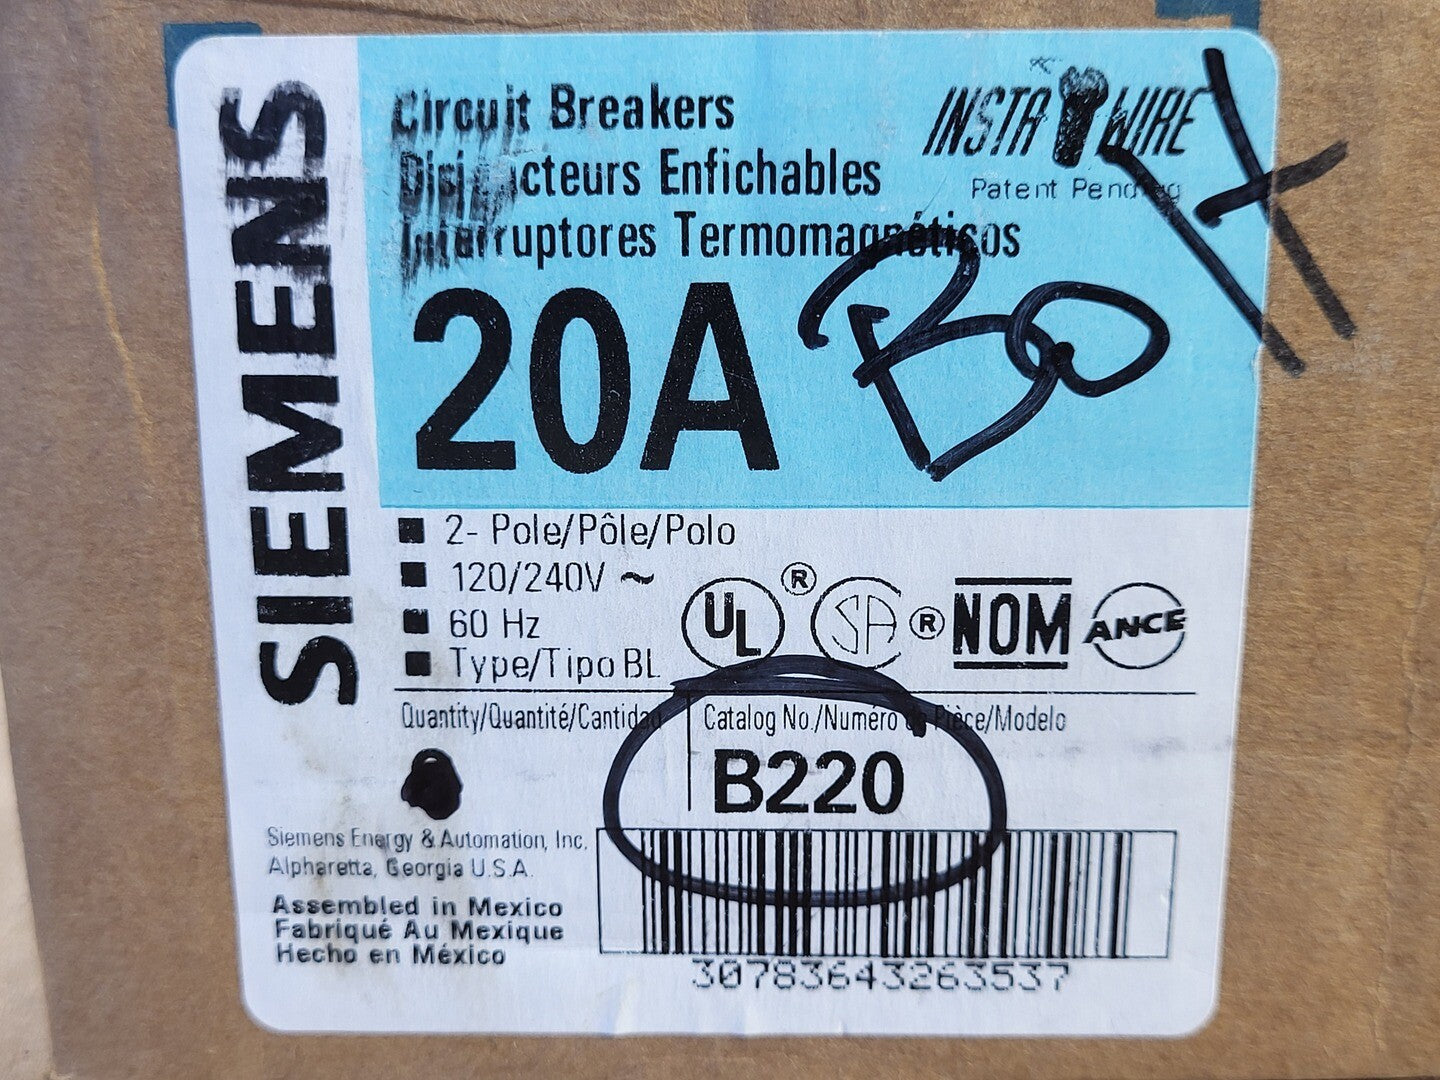 SIEMENS
Circuit Breakers
Disjoncteurs Enfichables
Interruptores Termomagnéticos
INSTA WIRE
Patent Pending
20A
BOX
2- Pole/Pôle/Polo
120/240V ~
60 Hz
Type/Tipo BL
UL ® SA ® NOM ANCE
Quantity/Quantité/Cantidad
Catalog No./Numéro de Pièce/Modelo
B220
Siemens Energy & Automation, Inc.
Alpharetta, Georgia U.S.A.
Assembled in Mexico
Fabriqué Au Mexique
Hecho en México
30783643263537